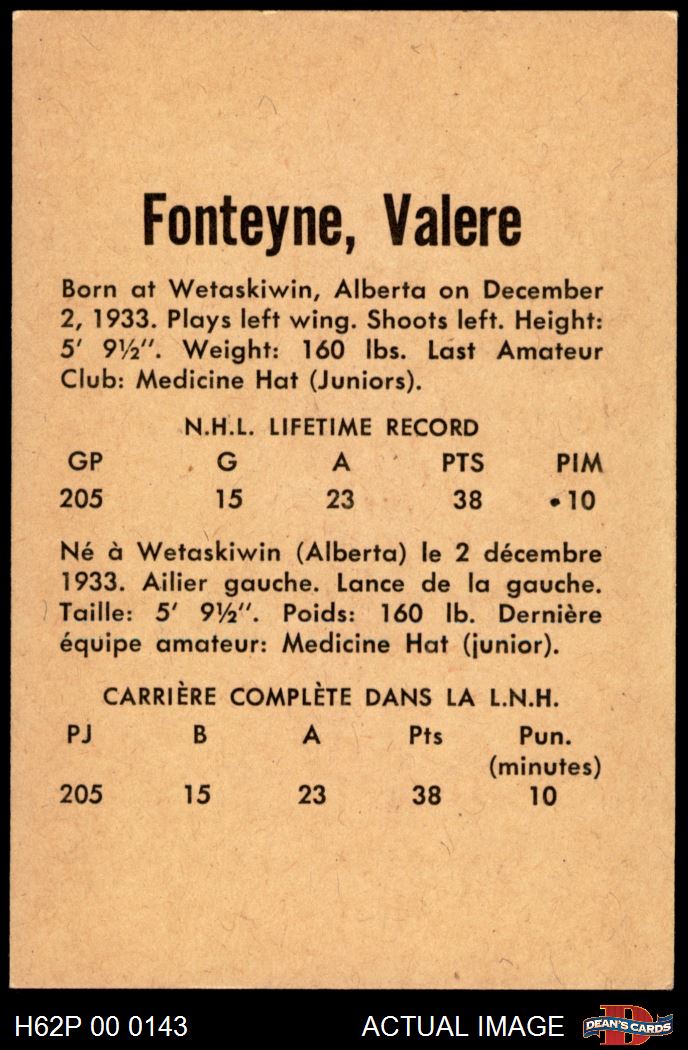 Fonteyne, Valere
Born at Wetaskiwin, Alberta on December
2, 1933. Plays left wing. Shoots left. Height:
5' 9½". Weight: 160 lbs. Last Amateur
Club: Medicine Hat (Juniors).
N.H.L. LIFETIME RECORD
GP G A PTS PIM
205 15 23 38 10
Né à Wetaskiwin (Alberta) le 2 décembre
1933. Ailier gauche. Lance de la gauche.
Taille: 5' 9½". Poids: 160 lb. Dernière
équipe amateur: Medicine Hat (junior).
CARRIÈRE COMPLÈTE DANS LA L.N.H.
PJ B A Pts Pun.
(minutes)
205 15 23 38 10
H62P 00 0143 ACTUAL IMAGE DEAN'S CARDS